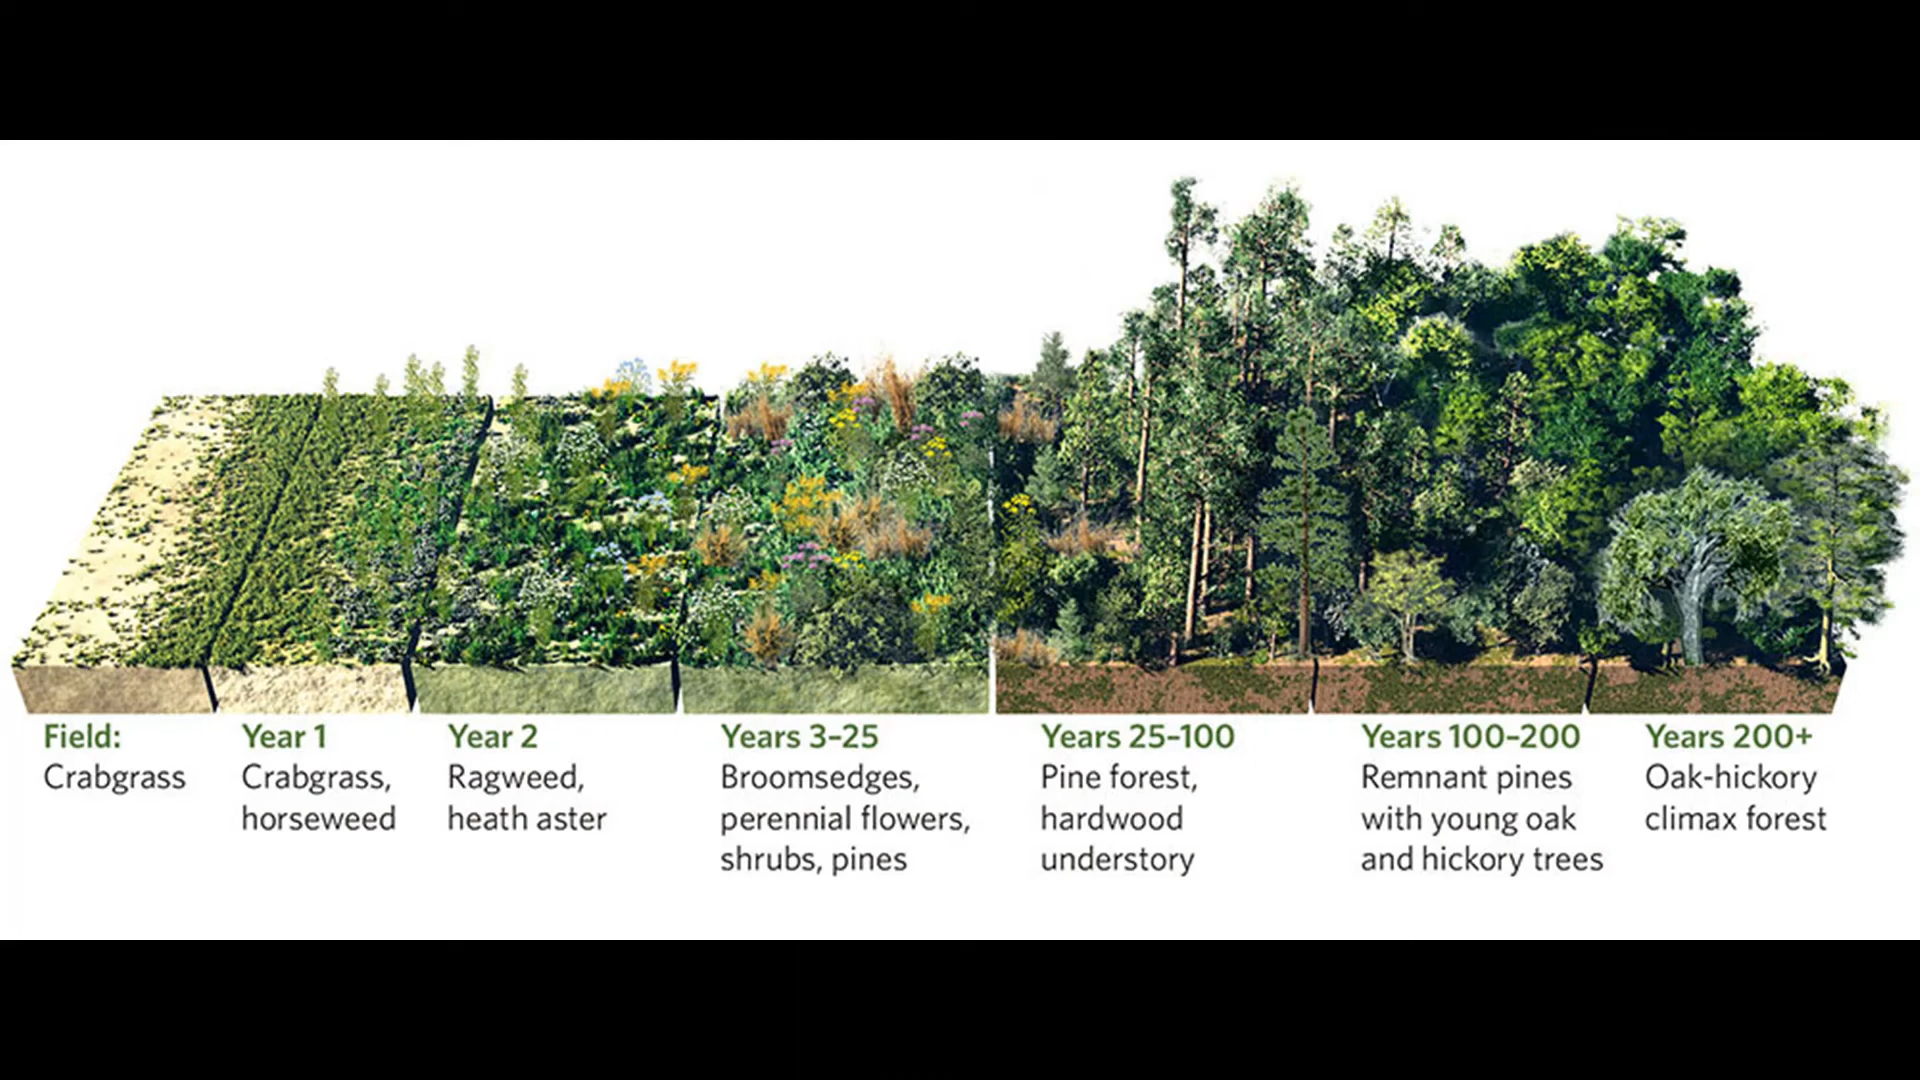 Field:
Crabgrass
Year 1
Crabgrass,
horseweed
Year 2
Ragweed,
heath aster
Years 3–25
Broomsedges,
perennial flowers,
shrubs, pines
Years 25–100
Pine forest,
hardwood
understory
Years 100–200
Remnant pines
with young oak
and hickory trees
Years 200+
Oak-hickory
climax forest